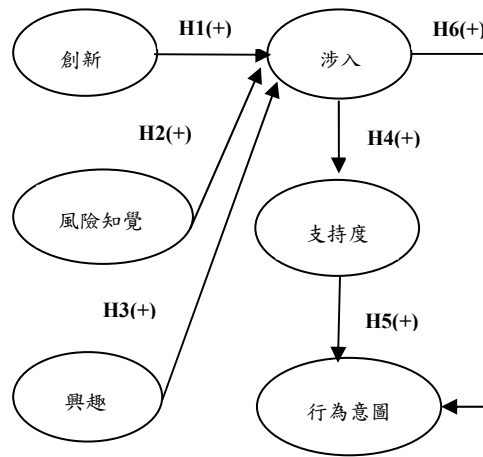 H1(+)
H6(+)
創新
涉入
H2(+)
H4(+)
風險知覺
支持度
H3(+)
H5(+)
興趣
行為意圖